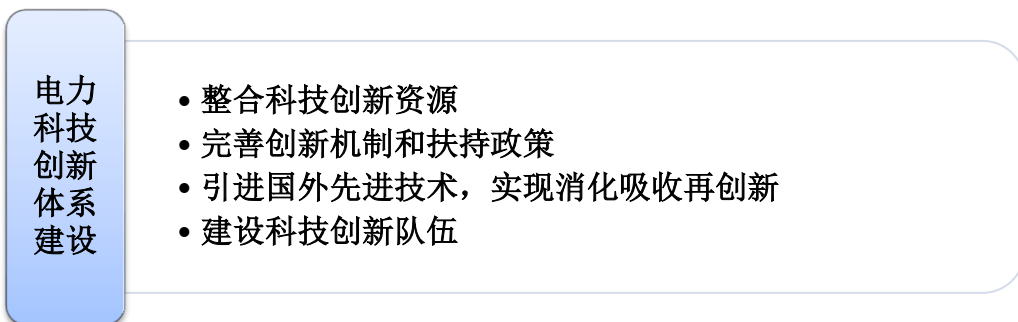 电力
科技
创新
体系
建设
• 整合科技创新资源
• 完善创新机制和扶持政策
• 引进国外先进技术，实现消化吸收再创新
• 建设科技创新队伍